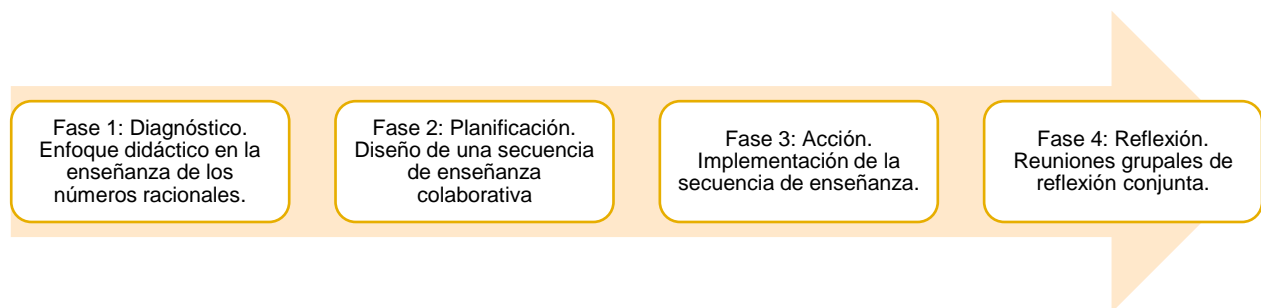 Fase 1: Diagnóstico.
Enfoque didáctico en la
enseñanza de los
números racionales.
Fase 2: Planificación.
Diseño de una secuencia
de enseñanza
colaborativa
Fase 3: Acción.
Implementación de la
secuencia de enseñanza.
Fase 4: Reflexión.
Reuniones grupales de
reflexión conjunta.